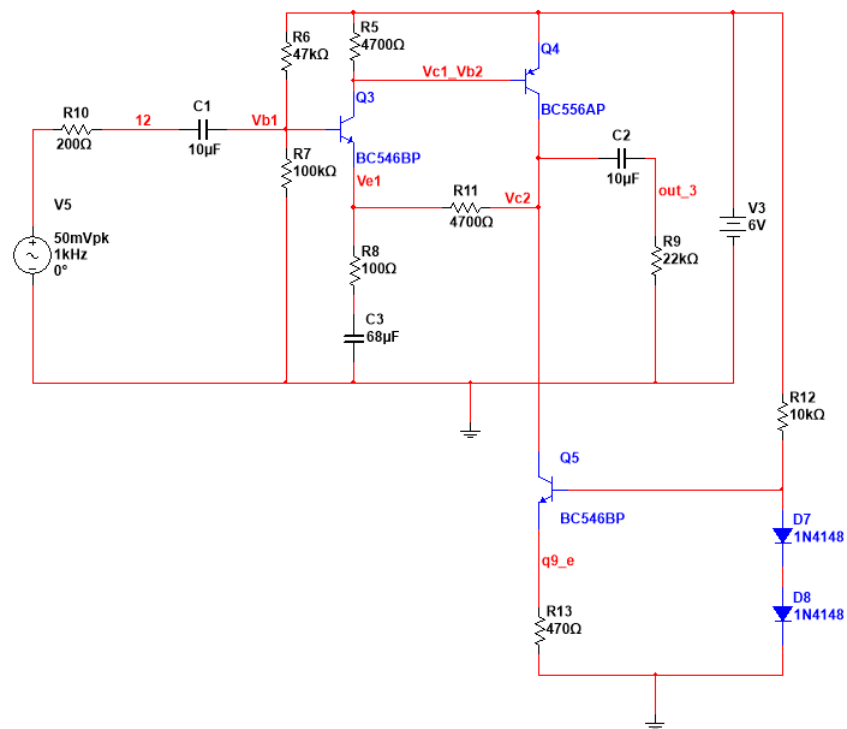 R6
47kΩ
R5
4700Ω
Q4
Vc1_Vb2
Q3
BC556AP
R10
200Ω
12
C1
10µF
Vb1
R7
100kΩ
BC546BP
Ve1
C2
10µF
out_3
R11
4700Ω
Vc2
V5
50mVpk
1kHz
0°
V3
6V
R8
100Ω
R9
22kΩ
C3
68µF
R12
10kΩ
Q5
BC546BP
D7
1N4148
q9_e
D8
1N4148
R13
470Ω